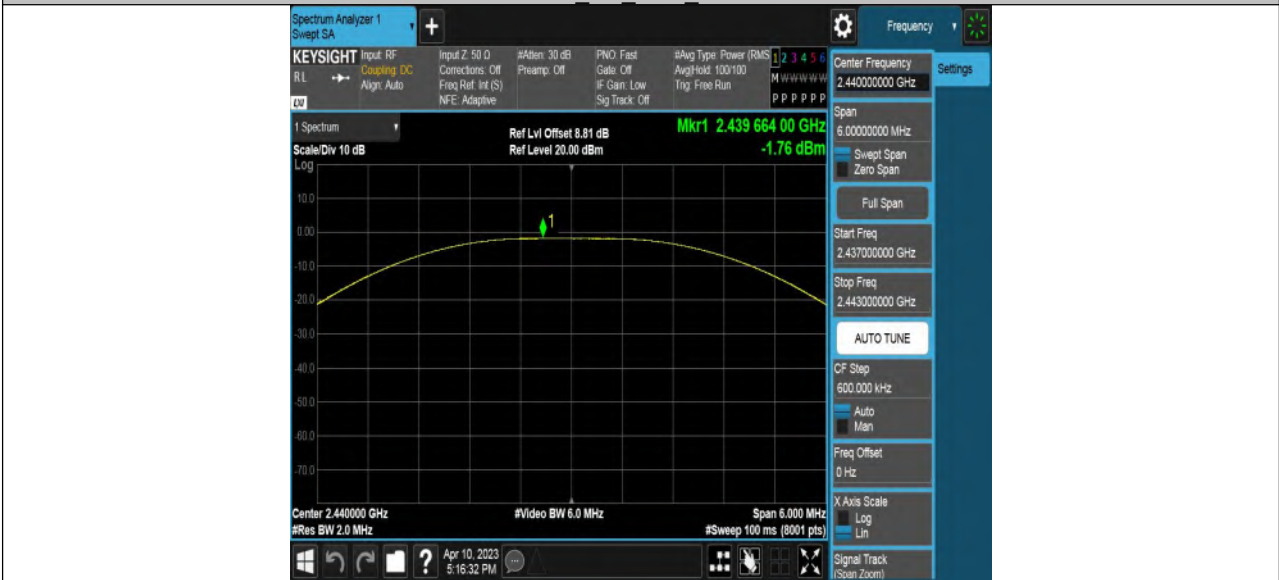 Spectrum Analyzer 1
Swept SA
+
Frequency
KEYSIGHT
Input: RF
Coupling: DC
Align: Auto
RL
LXI
Input Z: 50 Ω
Corrections: Off
Freq Ref: Int (S)
NFE: Adaptive
#Atten: 30 dB
Preamp: Off
PNO: Fast
Gate: Off
IF Gain: Low
Sig Track: Off
#Avg Type: Power (RMS
Avg|Hold: 100/100
Trig: Free Run
1 2 3 4 5 6
M W W W W W
P P P P P P
Center Frequency
2.440000000 GHz
Settings
1 Spectrum
Scale/Div 10 dB
Log
Ref Lvl Offset 8.81 dB
Ref Level 20.00 dBm
Mkr1 2.439 664 00 GHz
-1.76 dBm
Span
6.00000000 MHz
Swept Span
Zero Span
Full Span
Start Freq
2.437000000 GHz
Stop Freq
2.443000000 GHz
AUTO TUNE
CF Step
600.000 kHz
Auto
Man
Freq Offset
0 Hz
X Axis Scale
Log
Lin
Signal Track
(Span Zoom)
10.0
0.00
-10.0
-20.0
-30.0
-40.0
-50.0
-60.0
-70.0
1
Center 2.440000 GHz
#Res BW 2.0 MHz
#Video BW 6.0 MHz
Span 6.000 MHz
#Sweep 100 ms (8001 pts)
?
Apr 10, 2023
5:16:32 PM